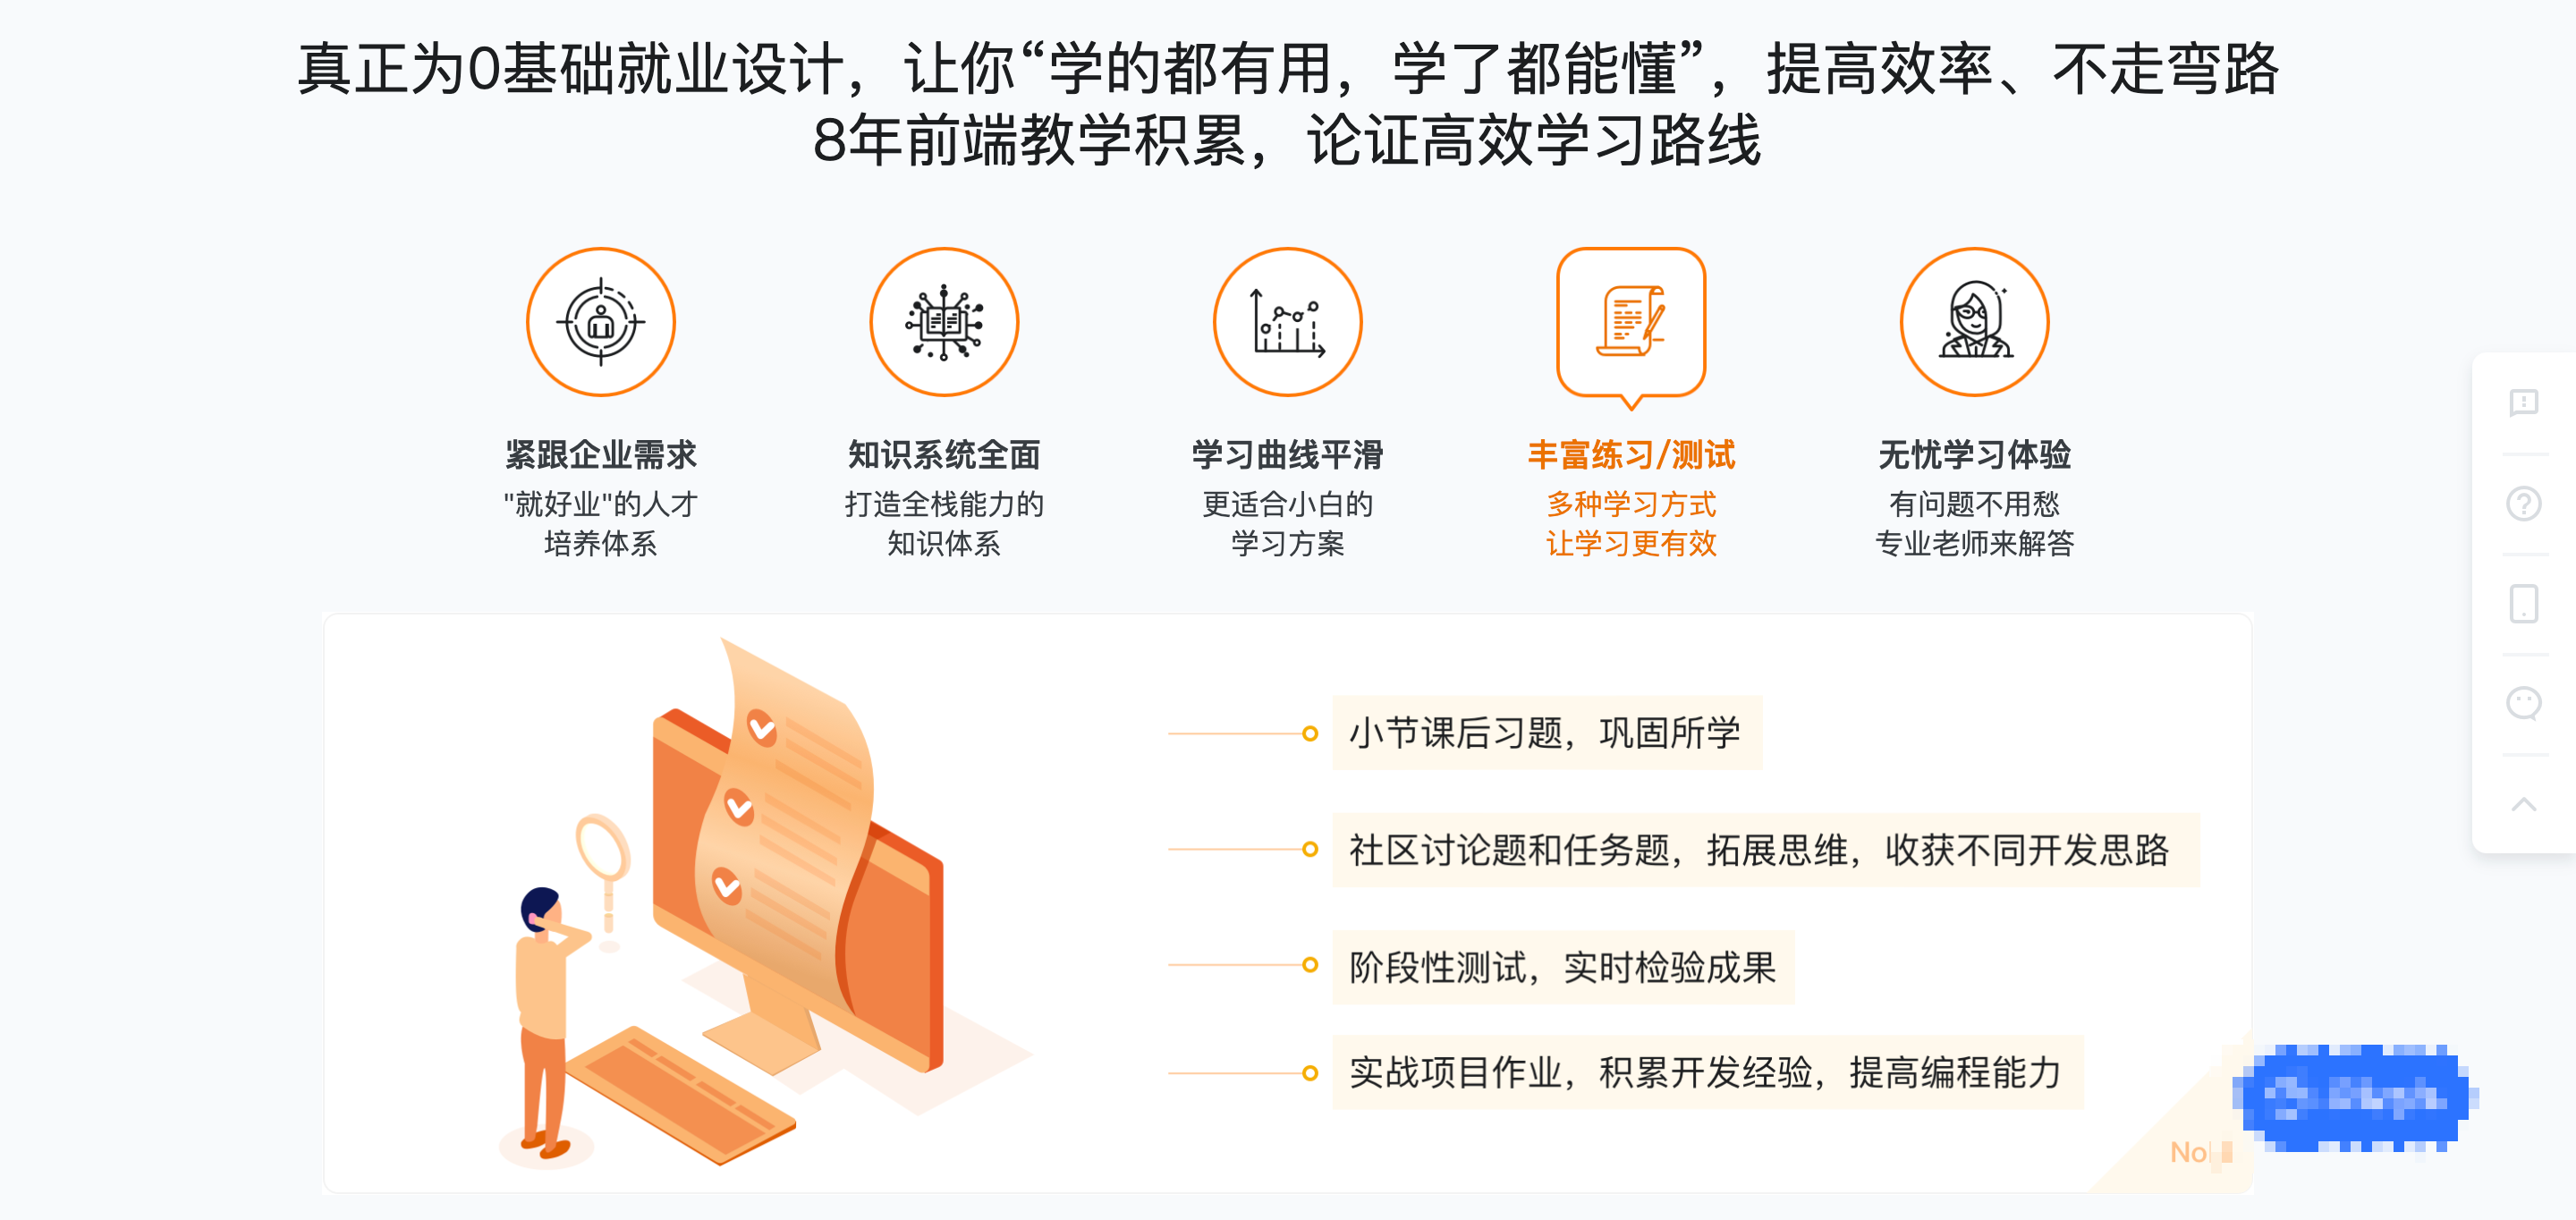 真正为0基础就业设计，让你“学的都有用，学了都能懂”，提高效率、不走弯路
8年前端教学积累，论证高效学习路线
紧跟企业需求
"就好业"的人才
培养体系
知识系统全面
打造全栈能力的
知识体系
学习曲线平滑
更适合小白的
学习方案
丰富练习/测试
多种学习方式
让学习更有效
无忧学习体验
有问题不用愁
专业老师来解答
小节课后习题，巩固所学
社区讨论题和任务题，拓展思维，收获不同开发思路
阶段性测试，实时检验成果
实战项目作业，积累开发经验，提高编程能力